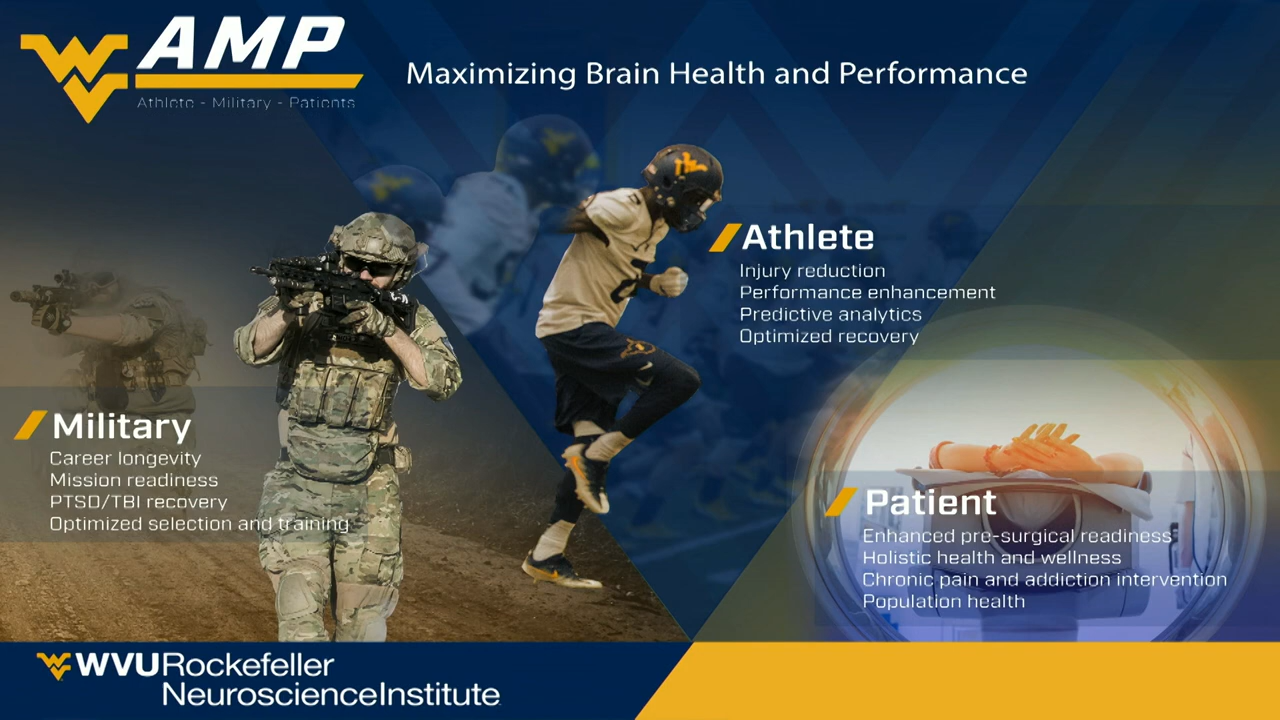 WV AMP
Athlete - Military - Patients
Maximizing Brain Health and Performance
Athlete
Injury reduction
Performance enhancement
Predictive analytics
Optimized recovery
Military
Career longevity
Mission readiness
PTSD/TBI recovery
Optimized selection and training
Patient
Enhanced pre-surgical readiness
Holistic health and wellness
Chronic pain and addiction intervention
Population health
WV WVURockefeller
NeuroscienceInstitute